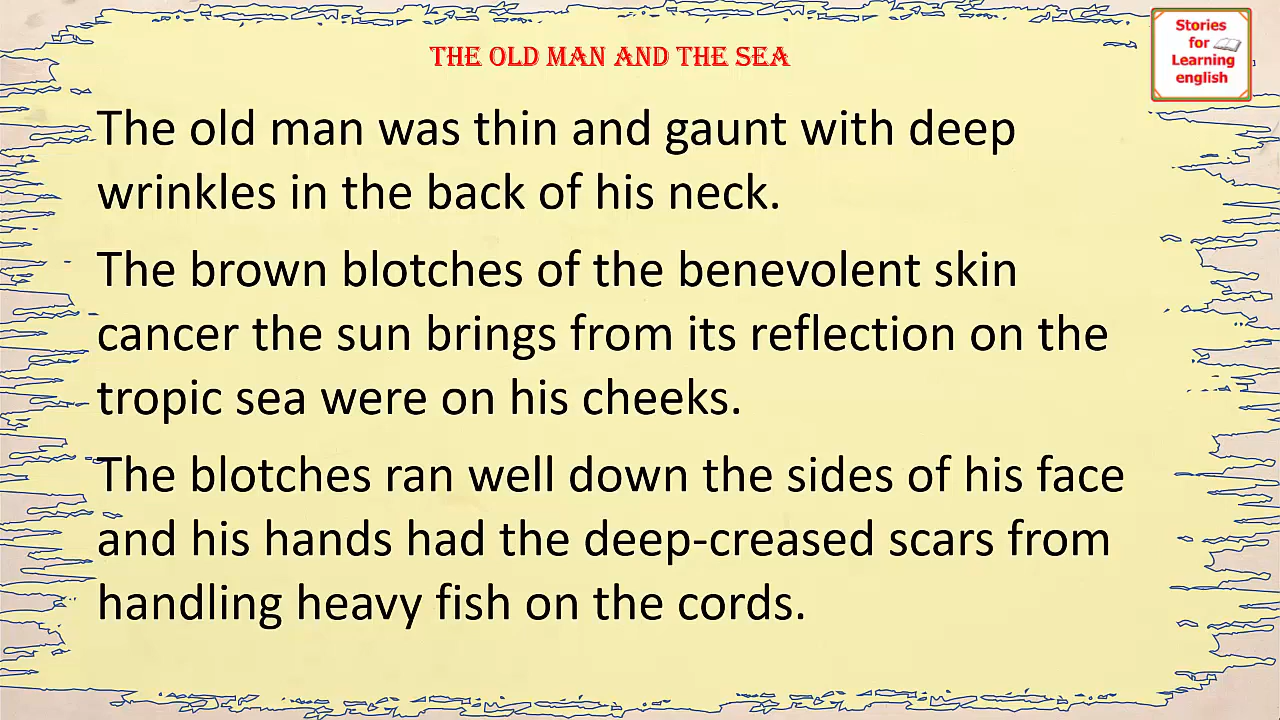 THE OLD MAN AND THE SEA
Stories
for
Learning
english
The old man was thin and gaunt with deep
wrinkles in the back of his neck.
The brown blotches of the benevolent skin
cancer the sun brings from its reflection on the
tropic sea were on his cheeks.
The blotches ran well down the sides of his face
and his hands had the deep-creased scars from
handling heavy fish on the cords.